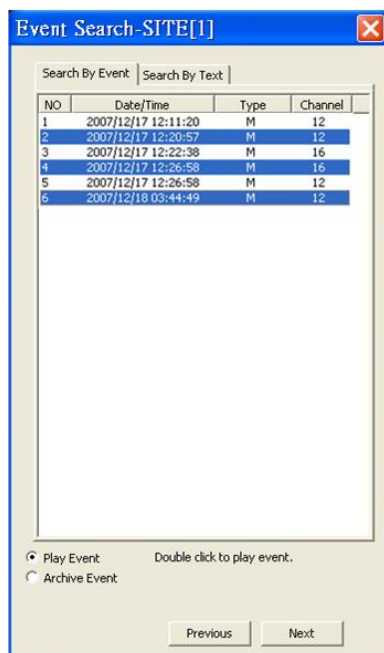 Event Search-SITE[1]
Search By Event Search By Text
NO Date/Time Type Channel
1 2007/12/17 12:11:20 M 12
2 2007/12/17 12:20:57 M 12
3 2007/12/17 12:22:38 M 16
4 2007/12/17 12:26:58 M 16
5 2007/12/17 12:26:58 M 12
6 2007/12/18 03:44:49 M 12
Play Event Double click to play event.
Archive Event
Previous Next